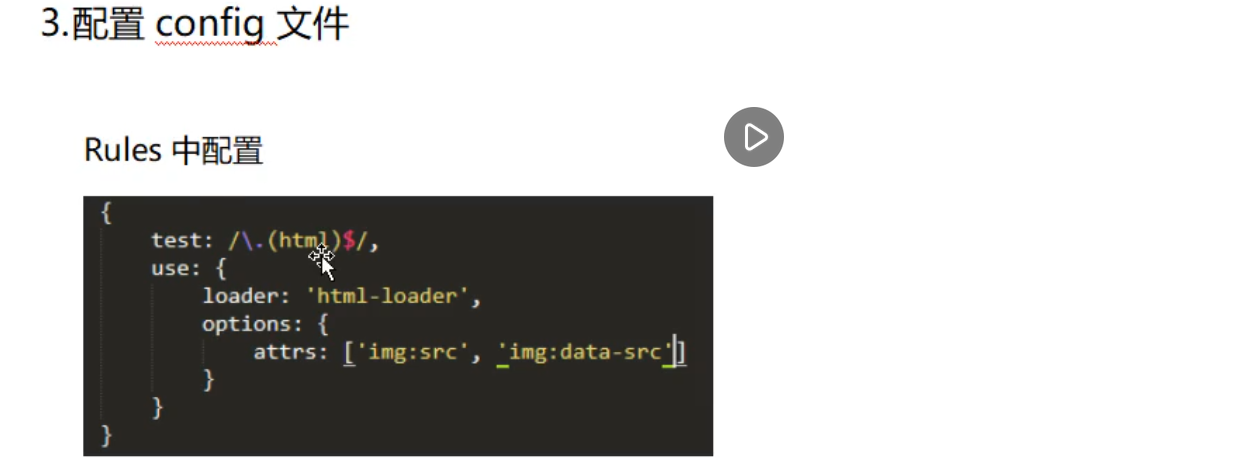 3.配置 config 文件
Rules 中配置
{
test: /\.(html)$/,
use: {
loader: 'html-loader',
options: {
attrs: ['img:src', 'img:data-src']
}
}
}